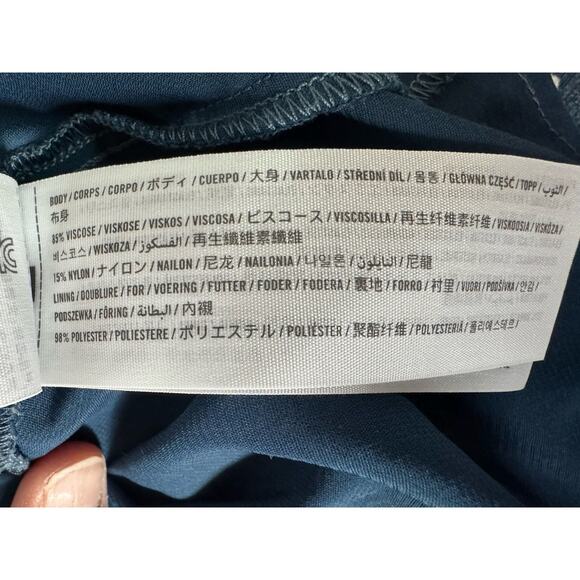 BODY / CORPS / CORPO / ボディ / CUERPO / 大身 / VARTALO / STŘEDNÍ DÍL / 몸통 / GŁÓWNA CZĘŚĆ / TOPP / الثوب /
布身
85% VISCOSE / VISKOSE / VISKOS / VISCOSA / ビスコース / VISCOSILLA / 再生纤维素纤维 / VISKOOSIA / VISKÓZA /
비스코스 / WISKOZA / الفسكوز / 再生纖維素纖維
15% NYLON / ナイロン / NAILON / 尼龙 / NAILONIA / 나일론 / النايلون / 尼龍
LINING / DOUBLURE / FOR / VOERING / FUTTER / FODER / FODERA / 裏地 / FORRO / 衬里 / VUORI / PODŠÍVKA / 안감 /
PODSZEWKA / FÔRING / البطانة / 內襯
98% POLYESTER / POLIESTERE / ポリエステル / POLIÉSTER / 聚酯纤维 / POLYESTERIÄ / 폴리에스테르 /